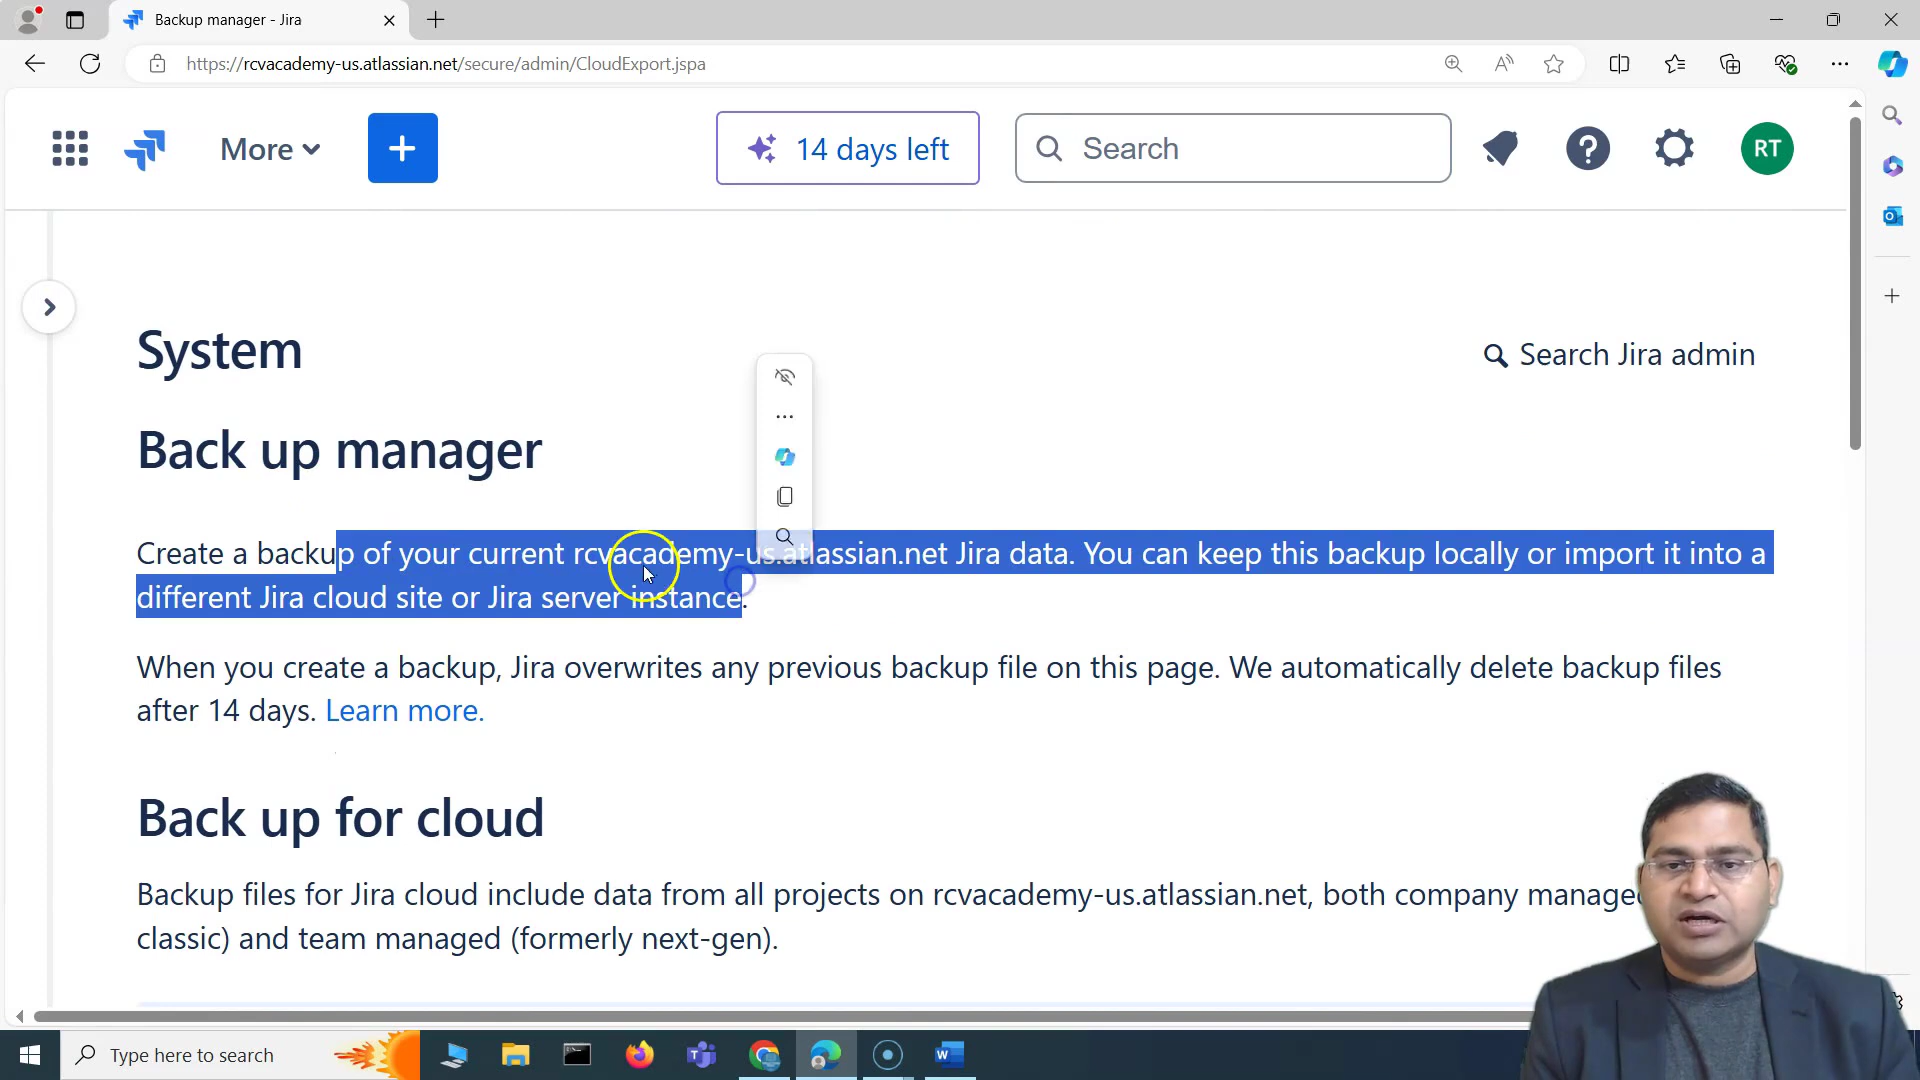 Backup manager - Jira
https://rcvacademy-us.atlassian.net/secure/admin/CloudExport.jspa
More
14 days left
Search
RT
System
Search Jira admin
Back up manager
Create a backup of your current rcvacademy-us.atlassian.net Jira data. You can keep this backup locally or import it into a
different Jira cloud site or Jira server instance.
When you create a backup, Jira overwrites any previous backup file on this page. We automatically delete backup files
after 14 days. Learn more.
Back up for cloud
Backup files for Jira cloud include data from all projects on rcvacademy-us.atlassian.net, both company managed
classic) and team managed (formerly next-gen).
Type here to search